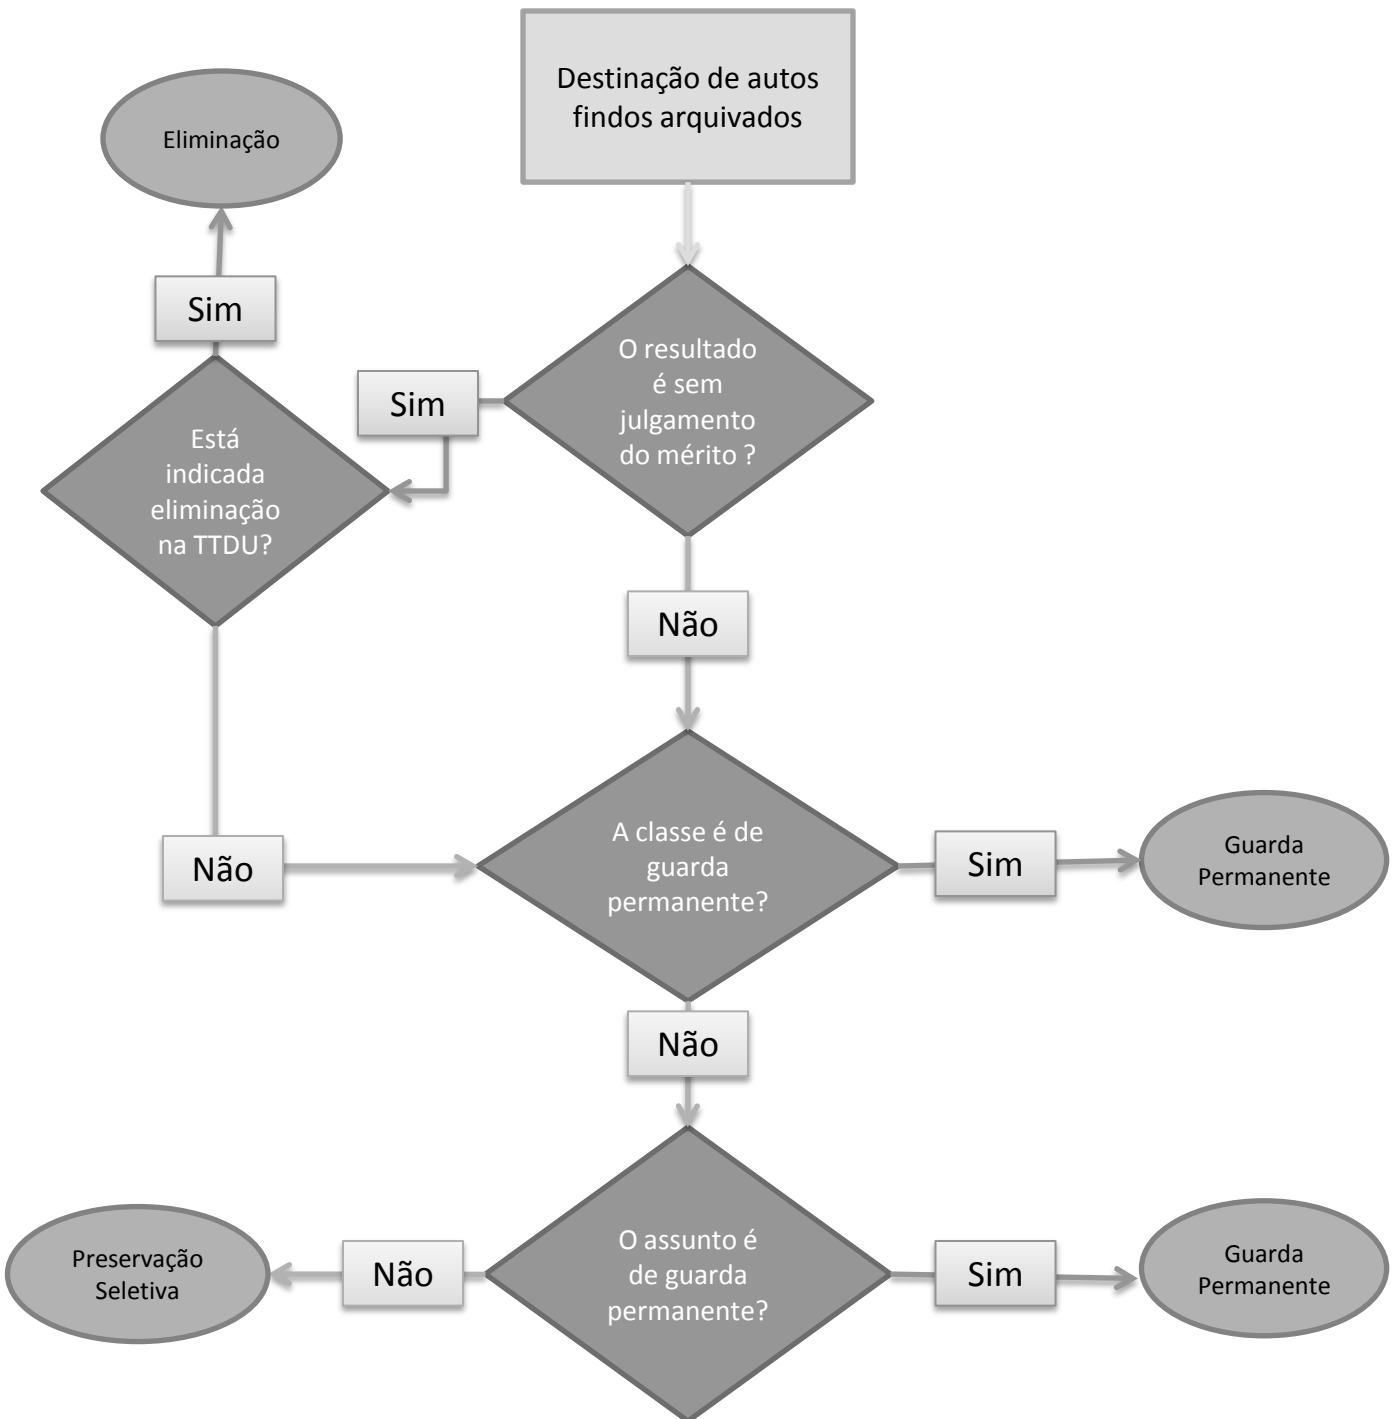 Destinação de autos
findos arquivados
Eliminação
Sim
O resultado
é sem
julgamento
do mérito ?
Sim
Está
indicada
eliminação
na TTDU?
Não
Não
A classe é de
guarda
permanente?
Sim
Guarda
Permanente
Não
O assunto é
de guarda
permanente?
Não
Preservação
Seletiva
Sim
Guarda
Permanente